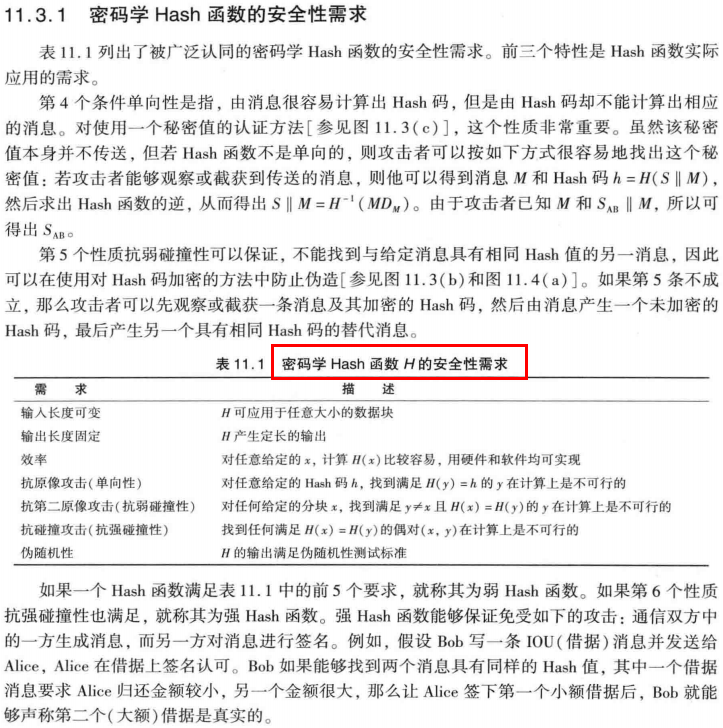 11.3.1 密码学 Hash 函数的安全性需求
表 11.1 列出了被广泛认同的密码学 Hash 函数的安全性需求。前三个特性是 Hash 函数实际
应用的需求。
第 4 个条件单向性是指，由消息很容易计算出 Hash 码，但是由 Hash 码却不能计算出相应
的消息。对使用一个秘密值的认证方法[参见图 11.3(c)]，这个性质非常重要。虽然该秘密
值本身并不传送，但若 Hash 函数不是单向的，则攻击者可以按如下方式很容易地找出这个秘
密值：若攻击者能够观察或截获到传送的消息，则他可以得到消息 M 和 Hash 码 h = H(S ‖ M)，
然后求出 Hash 函数的逆，从而得出 S ‖ M = H⁻¹(MD_M)。由于攻击者已知 M 和 S_AB ‖ M，所以可
得出 S_AB。
第 5 个性质抗弱碰撞性可以保证，不能找到与给定消息具有相同 Hash 值的另一消息，因此
可以在使用对 Hash 码加密的方法中防止伪造[参见图 11.3(b)和图 11.4(a)]。如果第 5 条不成
立，那么攻击者可以先观察或截获一条消息及其加密的 Hash 码，然后由消息产生一个未加密的
Hash 码，最后产生另一个具有相同 Hash 码的替代消息。
表 11.1 密码学 Hash 函数 H 的安全性需求
需 求 描 述
输入长度可变 H 可应用于任意大小的数据块
输出长度固定 H 产生定长的输出
效率 对任意给定的 x，计算 H(x)比较容易，用硬件和软件均可实现
抗原像攻击(单向性) 对任意给定的 Hash 码 h，找到满足 H(y) = h 的 y 在计算上是不可行的
抗第二原像攻击(抗弱碰撞性) 对任何给定的分块 x，找到满足 y≠x 且 H(x) = H(y)的 y 在计算上是不可行的
抗碰撞攻击(抗强碰撞性) 找到任何满足 H(x) = H(y)的偶对(x, y)在计算上是不可行的
伪随机性 H 的输出满足伪随机性测试标准
如果一个 Hash 函数满足表 11.1 中的前 5 个要求，就称其为弱 Hash 函数。如果第 6 个性质
抗强碰撞性也满足，就称其为强 Hash 函数。强 Hash 函数能够保证免受如下的攻击：通信双方中
的一方生成消息，而另一方对消息进行签名。例如，假设 Bob 写一条 IOU(借据)消息并发送给
Alice，Alice 在借据上签名认可。Bob 如果能够找到两个消息具有同样的 Hash 值，其中一个借据
消息要求 Alice 归还金额较小，另一个金额很大，那么让 Alice 签下第一个小额借据后，Bob 就能
够声称第二个(大额)借据是真实的。